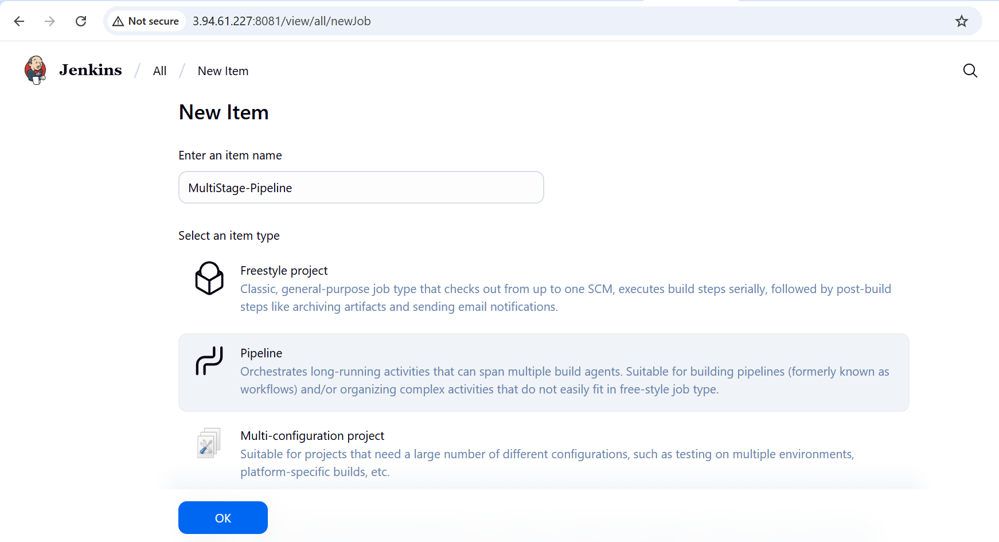 Not secure 3.94.61.227:8081/view/all/newJob
Jenkins / All / New Item
New Item
Enter an item name
MultiStage-Pipeline
Select an item type
Freestyle project
Classic, general-purpose job type that checks out from up to one SCM, executes build steps serially, followed by post-build
steps like archiving artifacts and sending email notifications.
Pipeline
Orchestrates long-running activities that can span multiple build agents. Suitable for building pipelines (formerly known as
workflows) and/or organizing complex activities that do not easily fit in free-style job type.
Multi-configuration project
Suitable for projects that need a large number of different configurations, such as testing on multiple environments,
platform-specific builds, etc.
OK